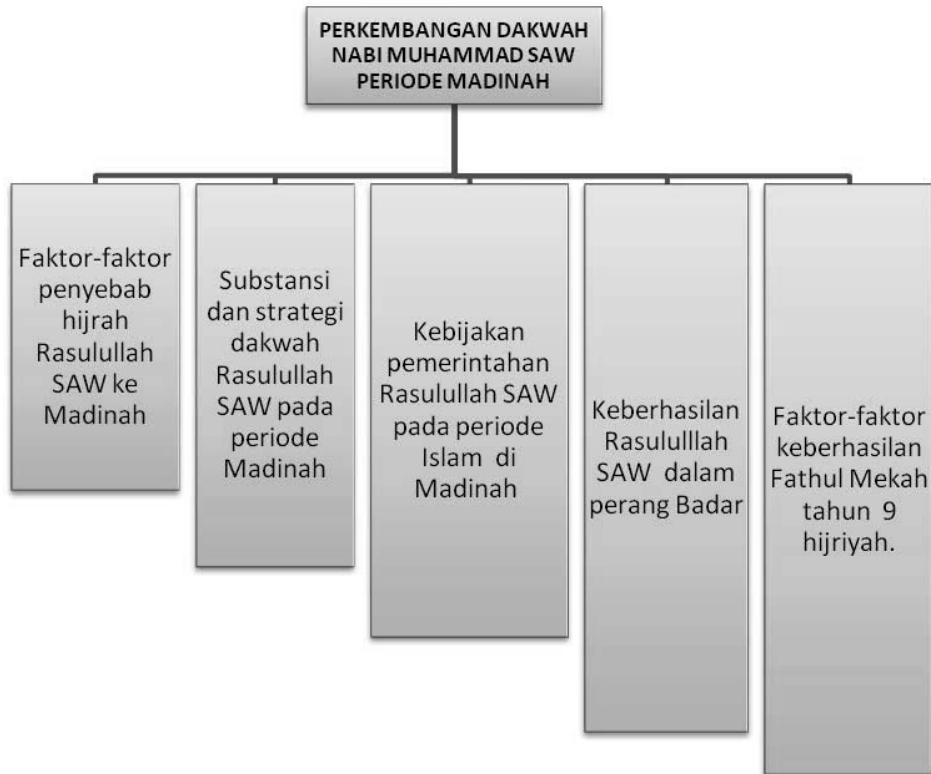 PERKEMBANGAN DAKWAH
NABI MUHAMMAD SAW
PERIODE MADINAH
Faktor-faktor
penyebab
hijrah
Rasulullah
SAW ke
Madinah
Substansi
dan strategi
dakwah
Rasulullah
SAW pada
periode
Madinah
Kebijakan
pemerintahan
Rasulullah SAW
pada periode
Islam di
Madinah
Keberhasilan
Rasululllah
SAW dalam
perang Badar
Faktor-faktor
keberhasilan
Fathul Mekah
tahun 9
hijriyah.